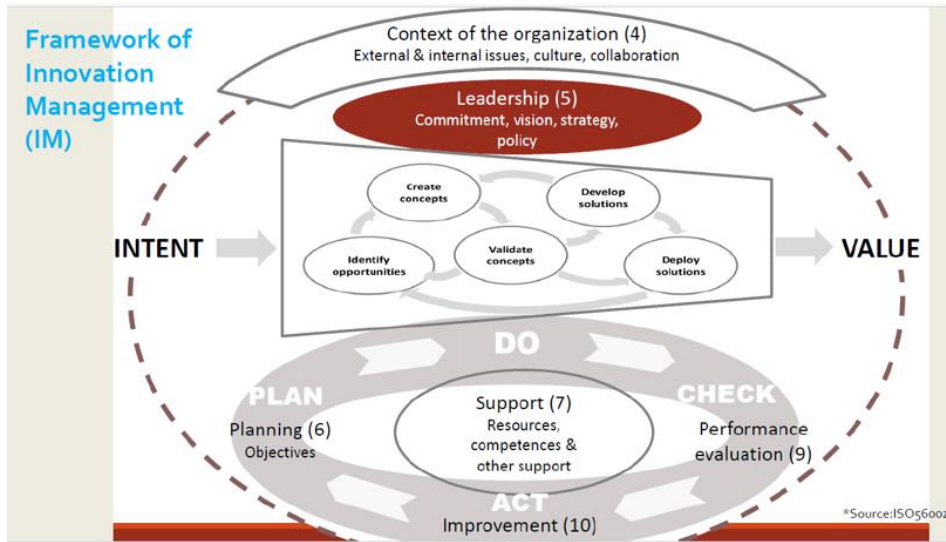 Framework of
Innovation
Management
(IM)
Context of the organization (4)
External & internal issues, culture, collaboration
Leadership (5)
Commitment, vision, strategy,
policy
Create
concepts
Develop
solutions
INTENT
Identify
opportunities
Validate
concepts
Deploy
solutions
VALUE
DO
PLAN
Planning (6)
Objectives
Support (7)
Resources,
competences &
other support
CHECK
Performance
evaluation (9)
ACT
Improvement (10)
*Source:ISO56002